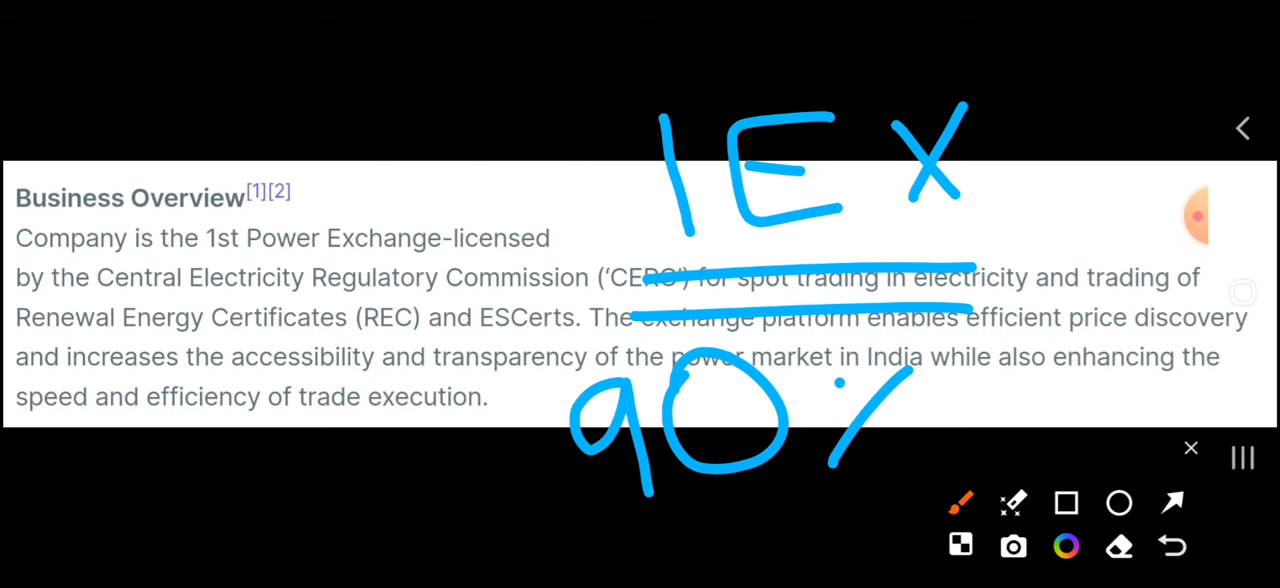 IEX
Business Overview[1][2]
Company is the 1st Power Exchange-licensed
by the Central Electricity Regulatory Commission (‘CERC’) for spot trading in electricity and trading of
Renewal Energy Certificates (REC) and ESCerts. The exchange platform enables efficient price discovery
and increases the accessibility and transparency of the power market in India while also enhancing the
speed and efficiency of trade execution.
90%